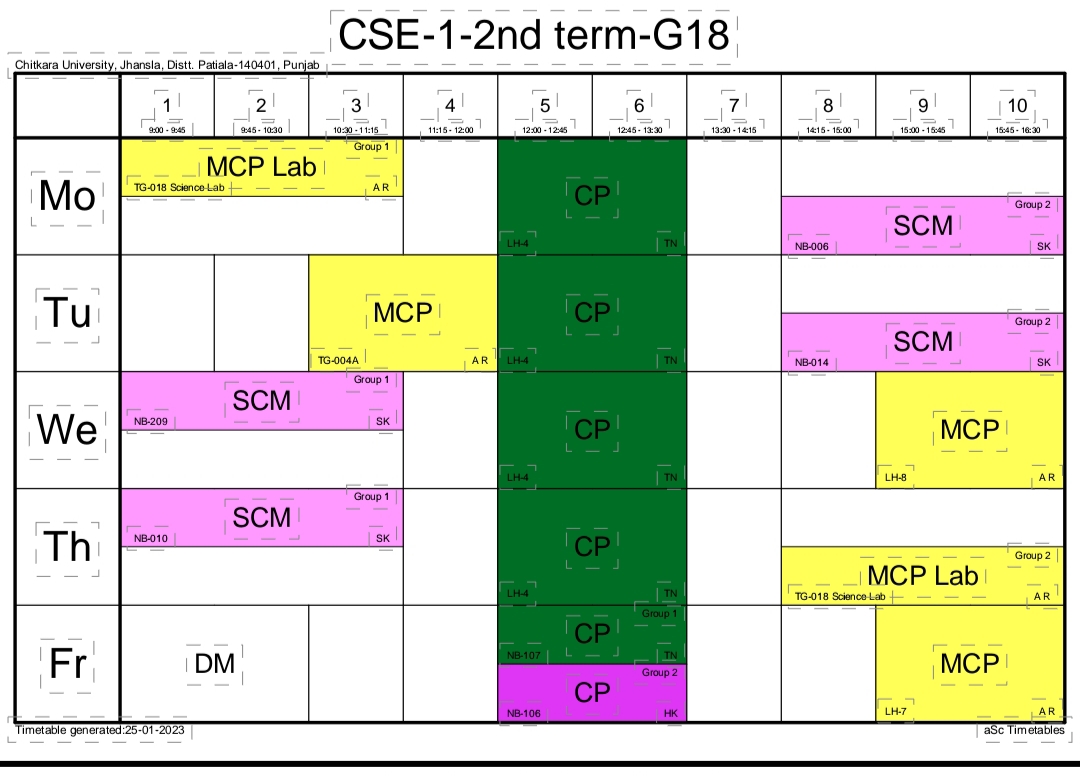 CSE-1-2nd term-G18
Chitkara University, Jhansla, Distt. Patiala-140401, Punjab
1 2 3 4 5 6 7 8 9 10
9:00 - 9:45 9:45 - 10:30 10:30 - 11:15 11:15 - 12:00 12:00 - 12:45 12:45 - 13:30 13:30 - 14:15 14:15 - 15:00 15:00 - 15:45 15:45 - 16:30
Mo
Group 1
MCP Lab
TG-018 Science Lab A R
CP
LH-4 TN
Group 2
SCM
NB-006 SK
Tu
MCP
TG-004A A R
CP
LH-4 TN
Group 2
SCM
NB-014 SK
We
Group 1
SCM
NB-209 SK
CP
LH-4 TN
MCP
LH-8 A R
Th
Group 1
SCM
NB-010 SK
CP
LH-4 TN
Group 2
MCP Lab
TG-018 Science Lab A R
Fr
DM
Group 1
CP
NB-107 TN
Group 2
CP
NB-106 HK
MCP
LH-7 A R
Timetable generated:25-01-2023
aSc Timetables